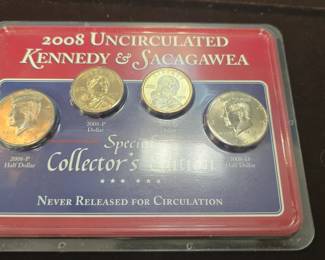 2008 UNCIRCULATED
KENNEDY & SACAGAWEA
2008-P
Dollar
Dollar
2008-P
Half Dollar
2008-D
Half Dollar
Special
Collector's Edition
NEVER RELEASED FOR CIRCULATION